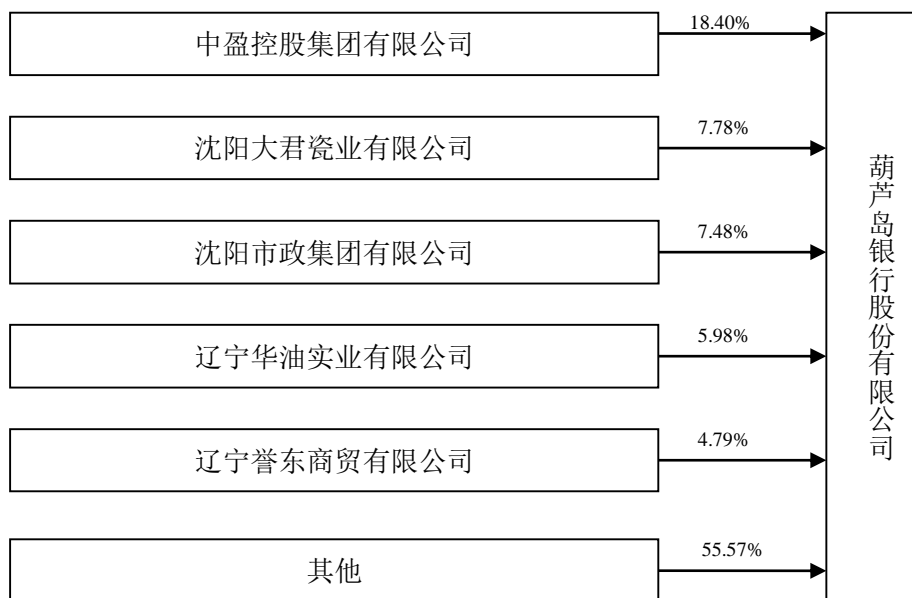 中盈控股集团有限公司
18.40%
沈阳大君瓷业有限公司
7.78%
沈阳市政集团有限公司
7.48%
辽宁华油实业有限公司
5.98%
辽宁誉东商贸有限公司
4.79%
其他
55.57%
葫芦岛银行股份有限公司